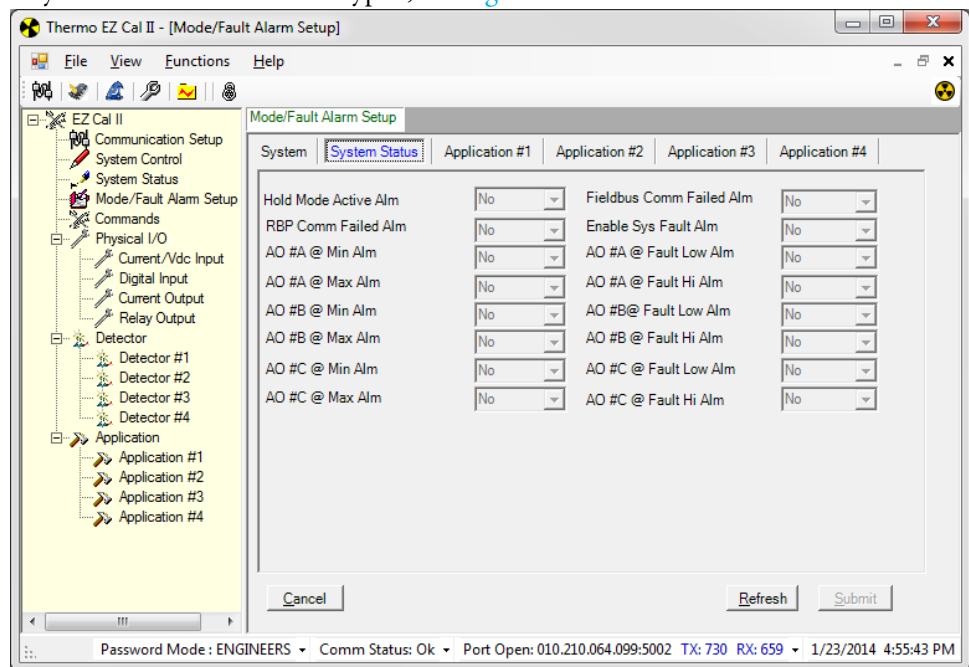 Thermo EZ Cal II - [Mode/Fault Alarm Setup]
File View Functions Help
EZ Cal II
Communication Setup
System Control
System Status
Mode/Fault Alarm Setup
Commands
Physical I/O
Current/Vdc Input
Digital Input
Current Output
Relay Output
Detector
Detector #1
Detector #2
Detector #3
Detector #4
Application
Application #1
Application #2
Application #3
Application #4
Mode/Fault Alarm Setup
System System Status Application #1 Application #2 Application #3 Application #4
Hold Mode Active Alm No Fieldbus Comm Failed Alm No
RBP Comm Failed Alm No Enable Sys Fault Alm No
AO #A @ Min Alm No AO #A @ Fault Low Alm No
AO #A @ Max Alm No AO #A @ Fault Hi Alm No
AO #B @ Min Alm No AO #B@ Fault Low Alm No
AO #B @ Max Alm No AO #B @ Fault Hi Alm No
AO #C @ Min Alm No AO #C @ Fault Low Alm No
AO #C @ Max Alm No AO #C @ Fault Hi Alm No
Cancel Refresh Submit
Password Mode : ENGINEERS Comm Status: Ok Port Open: 010.210.064.099:5002 TX: 730 RX: 659 1/23/2014 4:55:43 PM